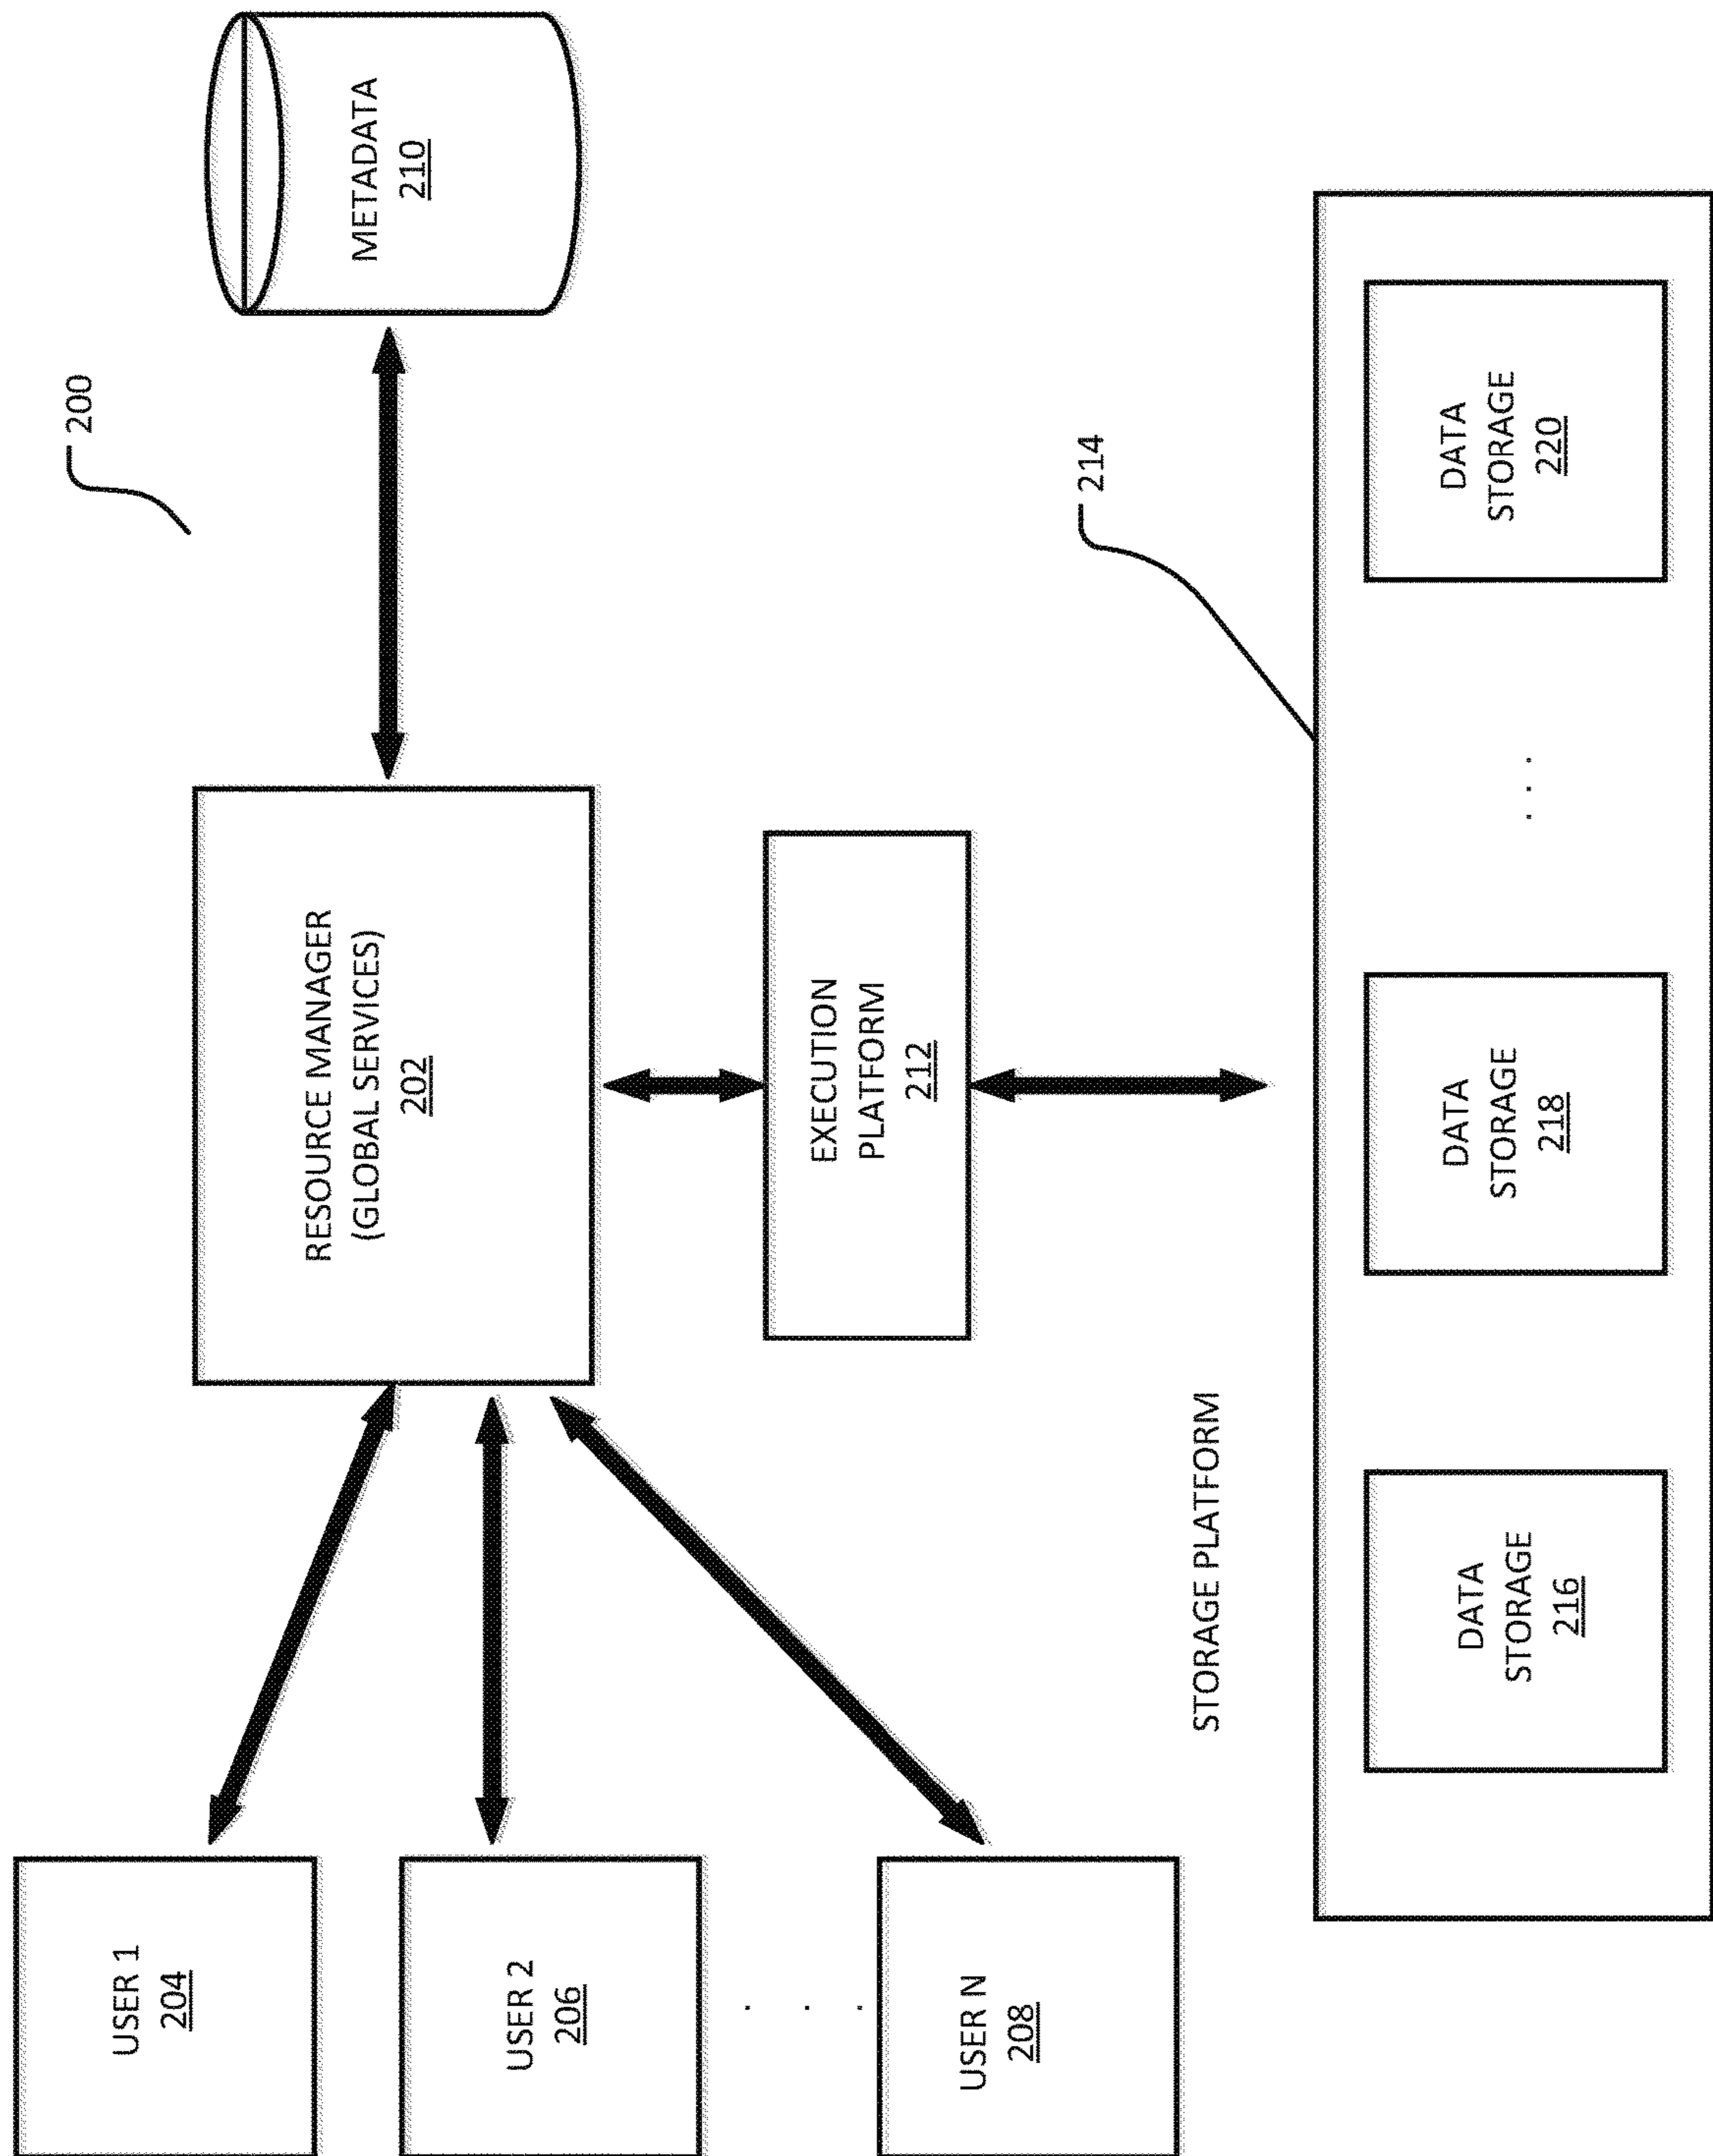 200
USER 1
204
USER 2
206
. . .
USER N
208
RESOURCE MANAGER
(GLOBAL SERVICES)
202
METADATA
210
EXECUTION
PLATFORM
212
STORAGE PLATFORM
214
DATA
STORAGE
216
DATA
STORAGE
218
. . .
DATA
STORAGE
220